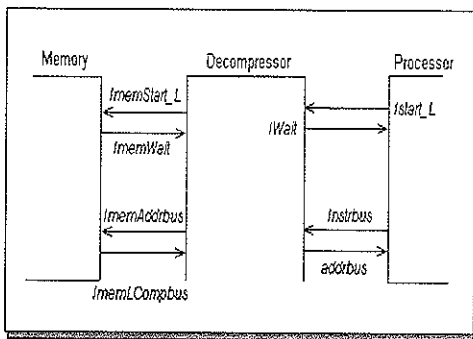 Memory Decompressor Processor
ImemStart_L
Istart_L
IWait
ImemWait
ImemAddrbus
Instrbus
addrbus
ImemLCompbus